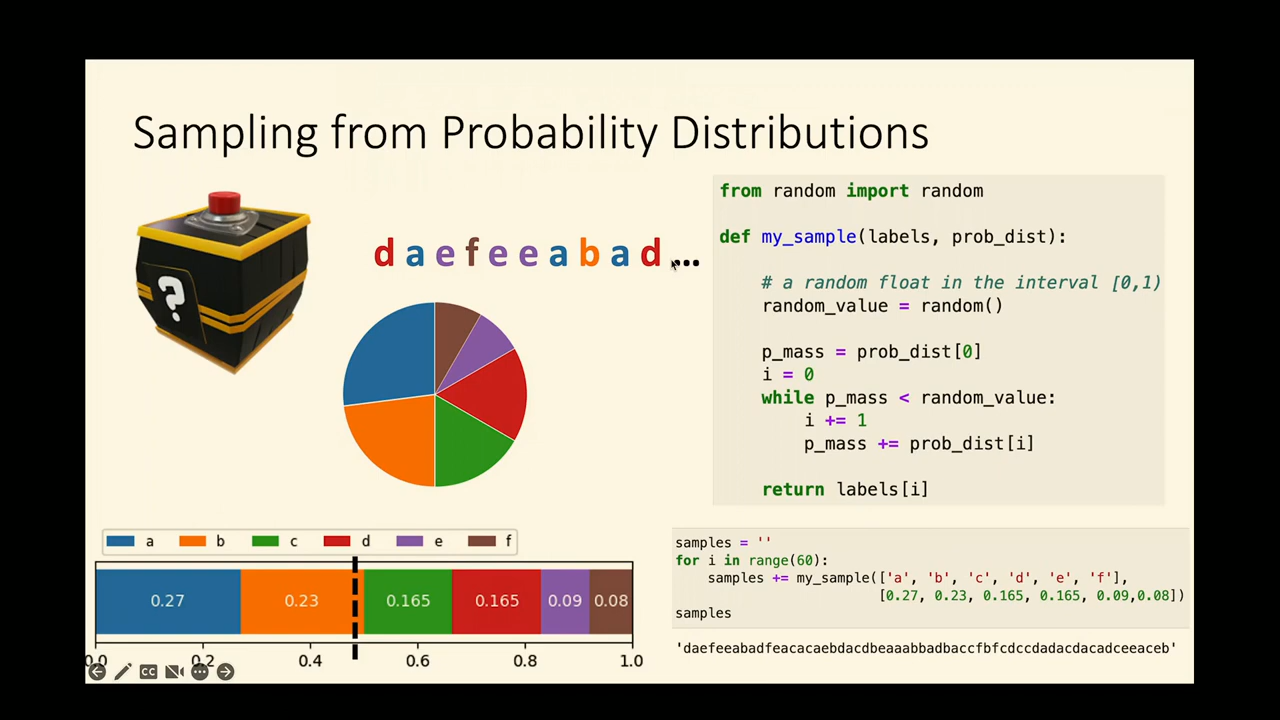 Sampling from Probability Distributions
?
d a e f e e a b a d ...
from random import random
def my_sample(labels, prob_dist):
# a random float in the interval [0,1)
random_value = random()
p_mass = prob_dist[0]
i = 0
while p_mass < random_value:
i += 1
p_mass += prob_dist[i]
return labels[i]
a b c d e f
0.27 0.23 0.165 0.165 0.09 0.08
0.0 0.2 0.4 0.6 0.8 1.0
CC
samples = ''
for i in range(60):
samples += my_sample(['a', 'b', 'c', 'd', 'e', 'f'],
[0.27, 0.23, 0.165, 0.165, 0.09,0.08])
samples
'daefeeabadfeacacaebdacdbeaaabbadbaccfbfcdccdadacdacadceeaceb'